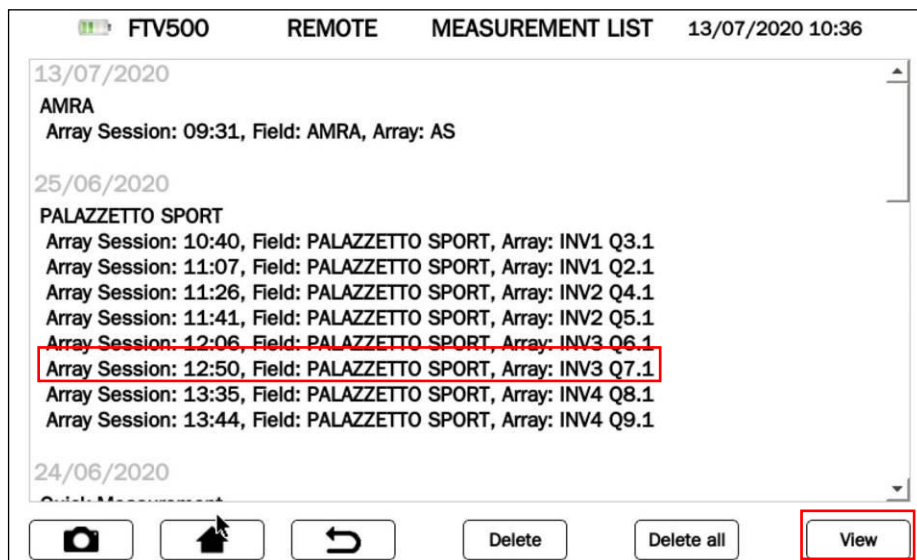 FTV500 REMOTE MEASUREMENT LIST 13/07/2020 10:36
13/07/2020
AMRA
Array Session: 09:31, Field: AMRA, Array: AS
25/06/2020
PALAZZETTO SPORT
Array Session: 10:40, Field: PALAZZETTO SPORT, Array: INV1 Q3.1
Array Session: 11:07, Field: PALAZZETTO SPORT, Array: INV1 Q2.1
Array Session: 11:26, Field: PALAZZETTO SPORT, Array: INV2 Q4.1
Array Session: 11:41, Field: PALAZZETTO SPORT, Array: INV2 Q5.1
Array Session: 12:06, Field: PALAZZETTO SPORT, Array: INV3 Q6.1
Array Session: 12:50, Field: PALAZZETTO SPORT, Array: INV3 Q7.1
Array Session: 13:35, Field: PALAZZETTO SPORT, Array: INV4 Q8.1
Array Session: 13:44, Field: PALAZZETTO SPORT, Array: INV4 Q9.1
24/06/2020
Quick Measurement
Delete Delete all View